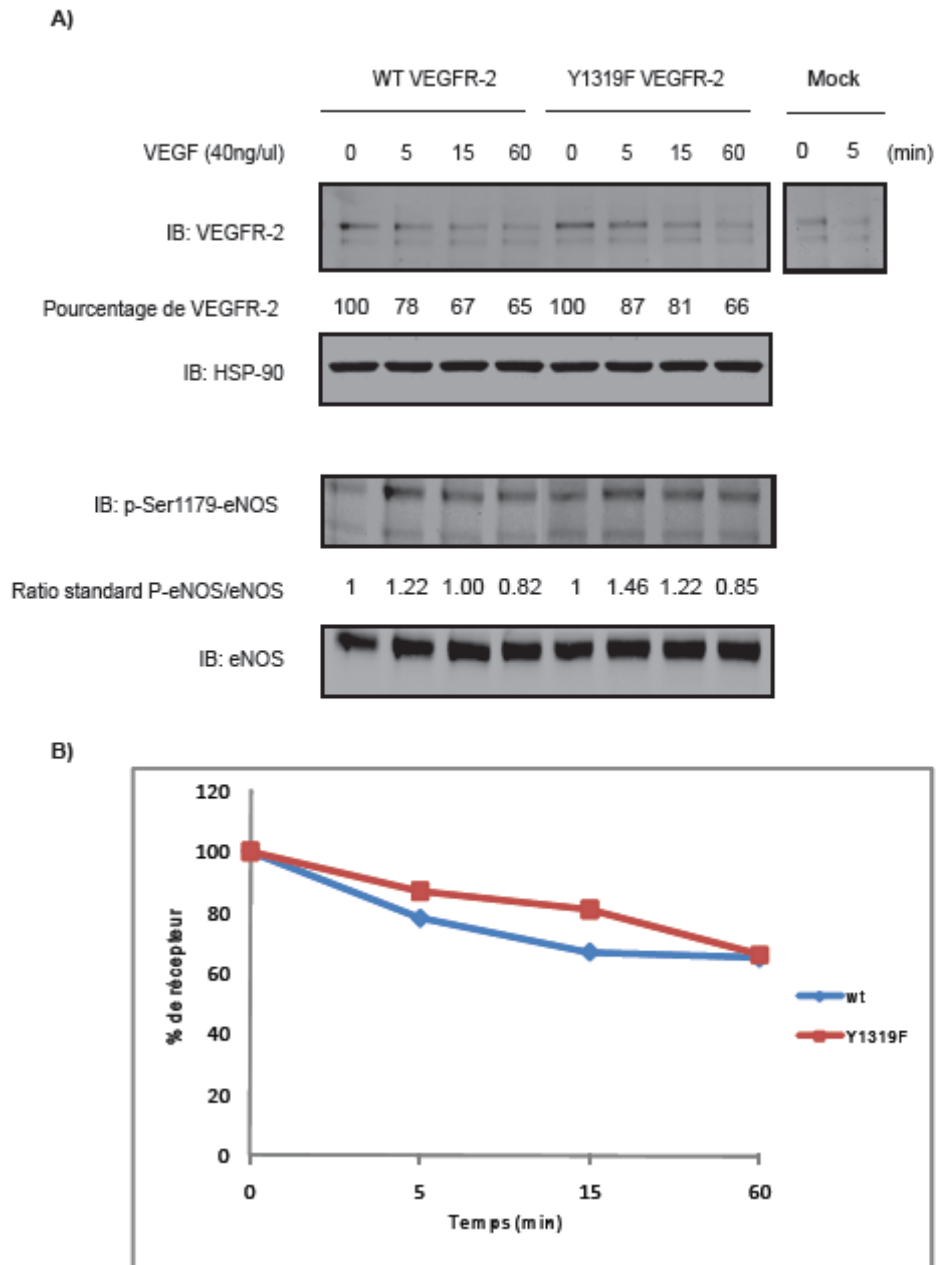 A)
WT VEGFR-2 Y1319F VEGFR-2 Mock
VEGF (40ng/ul) 0 5 15 60 0 5 15 60 0 5 (min)
IB: VEGFR-2
Pourcentage de VEGFR-2 100 78 67 65 100 87 81 66
IB: HSP-90
IB: p-Ser1179-eNOS
Ratio standard P-eNOS/eNOS 1 1.22 1.00 0.82 1 1.46 1.22 0.85
IB: eNOS
B)
120
100
80
60
40
20
0
% de récepteur
0 5 15 60
Temps (min)
wt
Y1319F